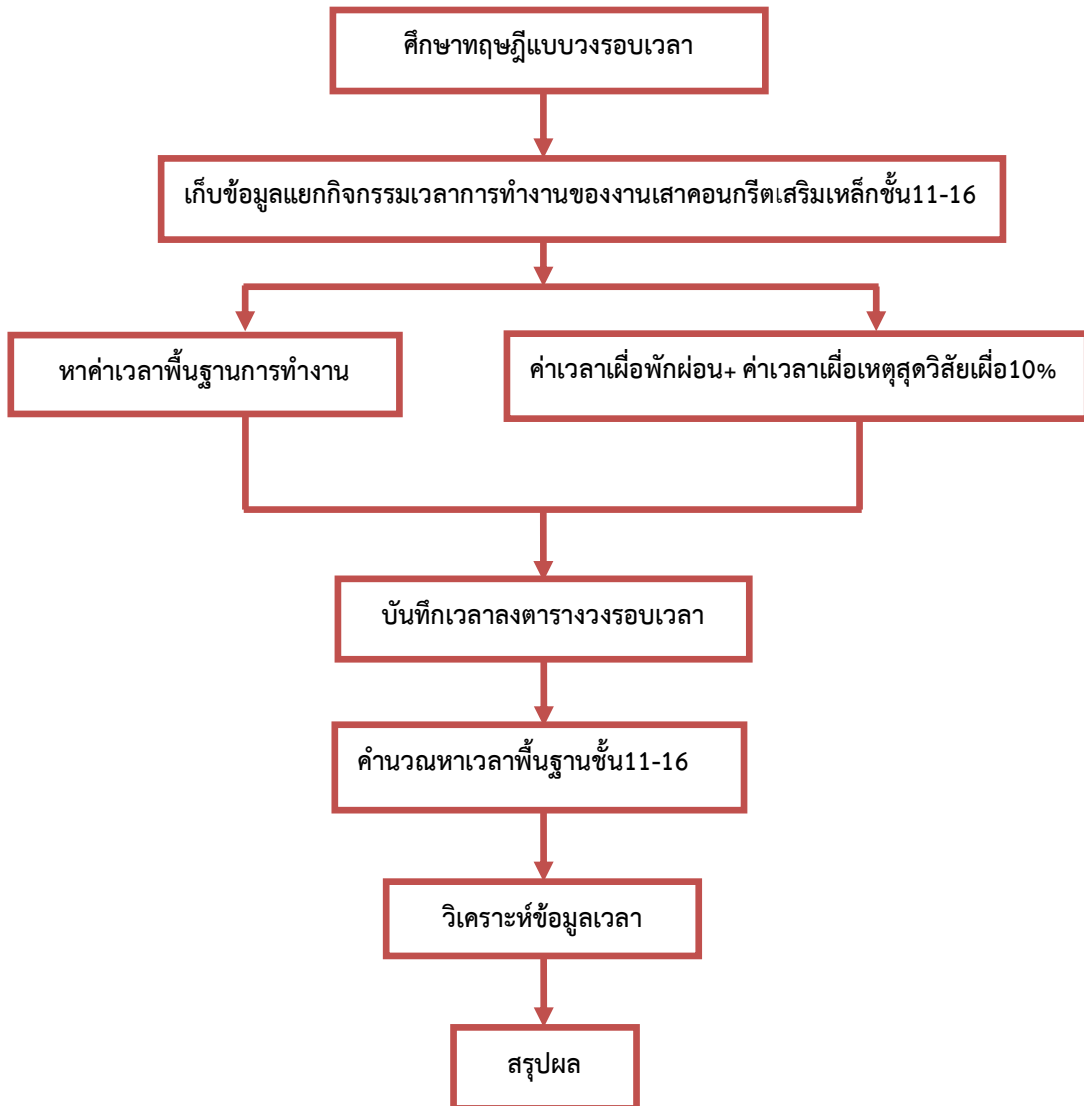 ศึกษาทฤษฎีแบบวงรอบเวลา
เก็บข้อมูลแยกกิจกรรมเวลาการทำงานของงานเสาคอนกรีตเสริมเหล็กชั้น11-16
หาค่าเวลาพื้นฐานการทำงาน
ค่าเวลาเผื่อพักผ่อน+ ค่าเวลาเผื่อเหตุสุดวิสัยเผื่อ10%
บันทึกเวลาลงตารางวงรอบเวลา
คำนวณหาเวลาพื้นฐานชั้น11-16
วิเคราะห์ข้อมูลเวลา
สรุปผล